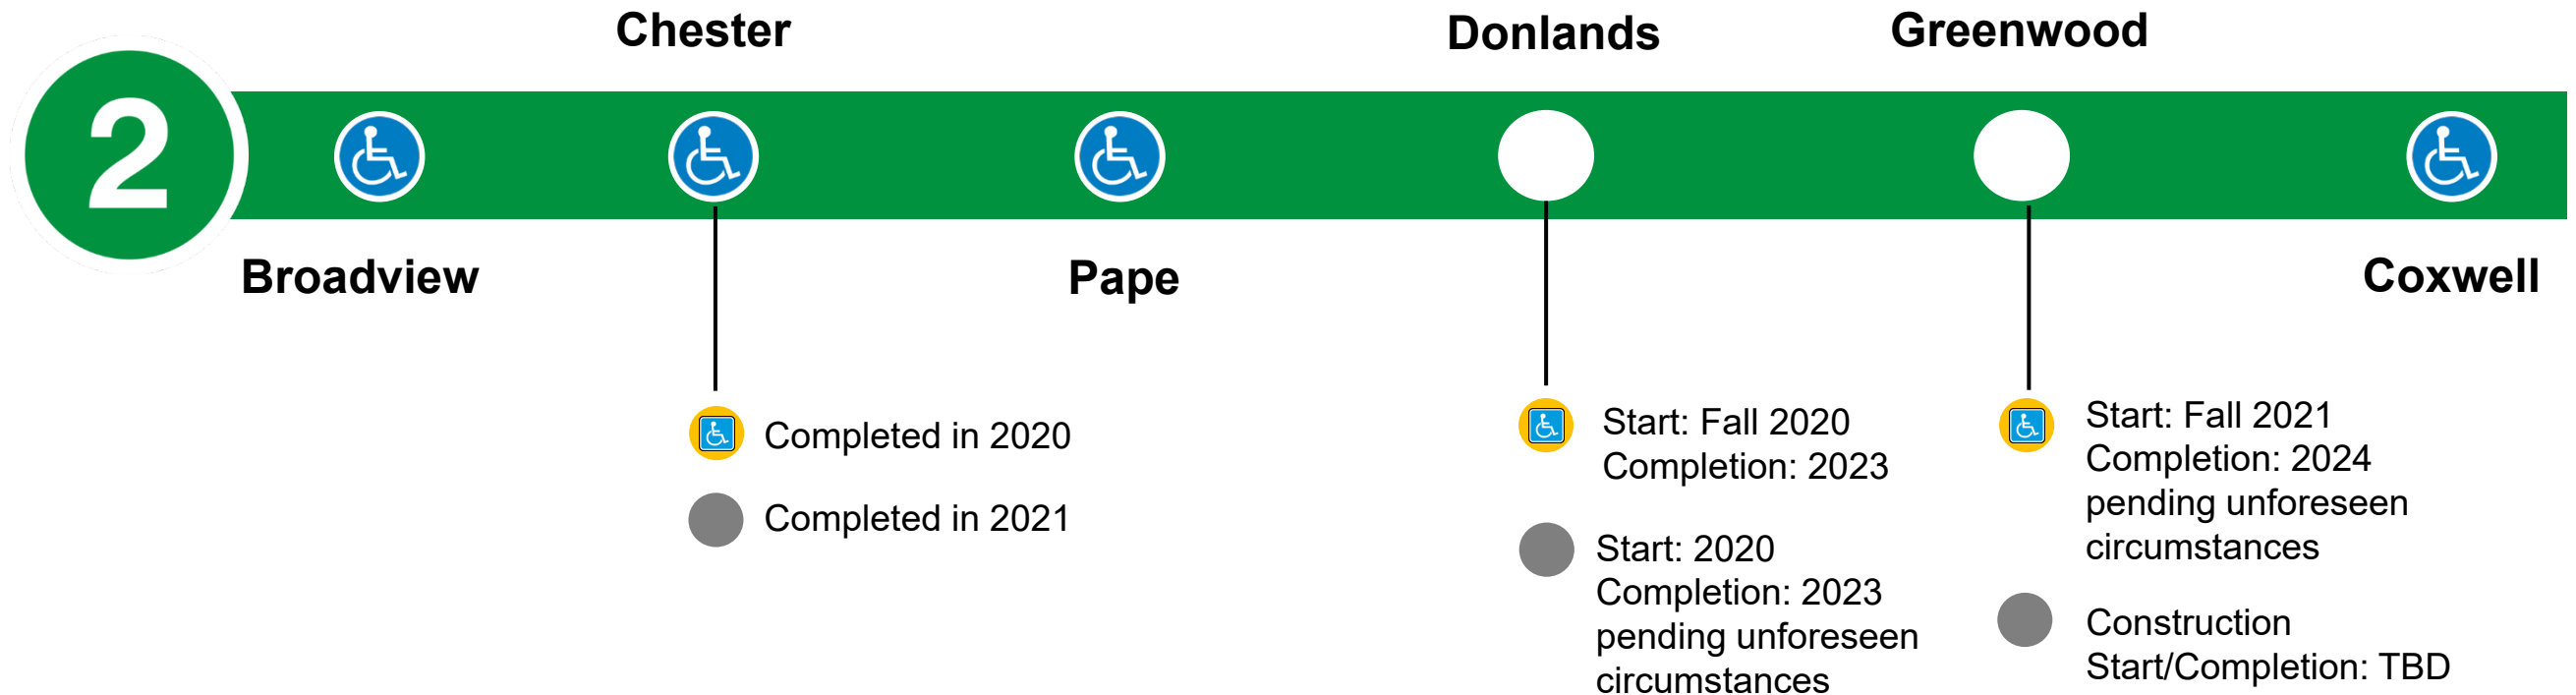 Chester
Donlands
Greenwood
2
Broadview
Pape
Coxwell
Completed in 2020
Completed in 2021
Start: Fall 2020
Completion: 2023
Start: 2020
Completion: 2023
pending unforeseen
circumstances
Start: Fall 2021
Completion: 2024
pending unforeseen
circumstances
Construction
Start/Completion: TBD